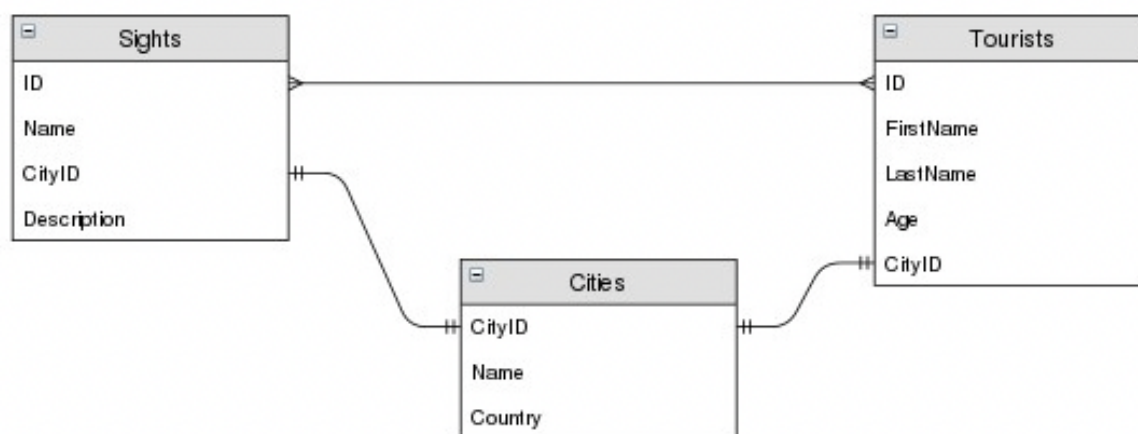 Sights
ID
Name
CityID
Description
Tourists
ID
FirstName
LastName
Age
CityID
Cities
CityID
Name
Country